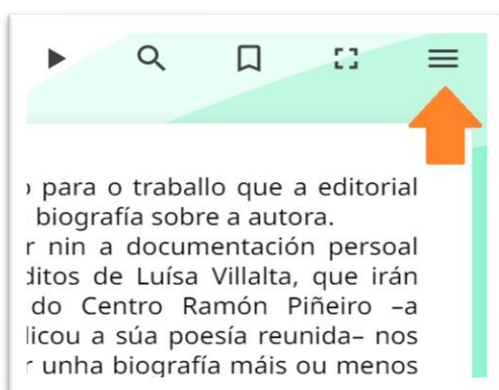 para o traballo que a editorial
biografía sobre a autora.
r nin a documentación persoal
ditos de Luísa Villalta, que irán
do Centro Ramón Piñeiro –a
licou a súa poesía reunida– nos
r unha biografía máis ou menos